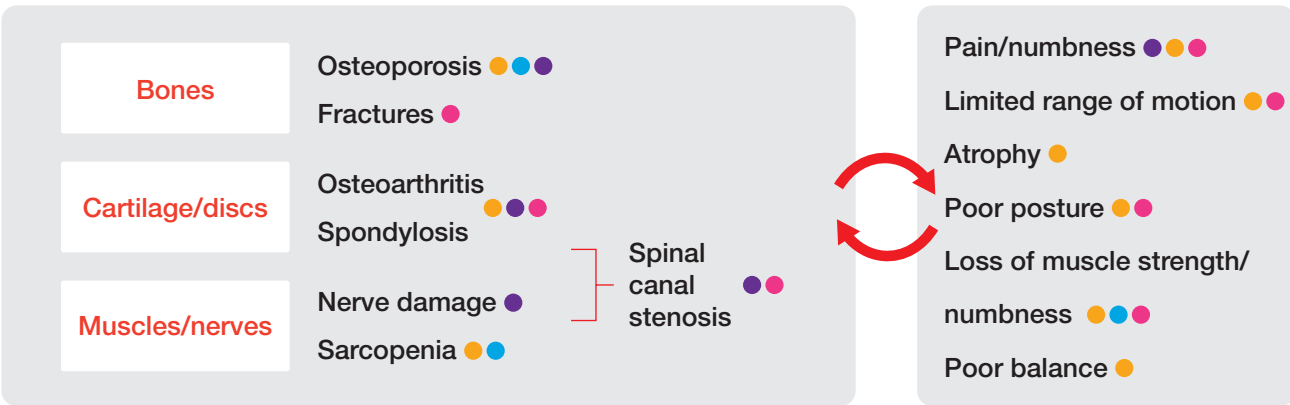 Bones
Osteoporosis
Fractures
Cartilage/discs
Osteoarthritis
Spondylosis
Muscles/nerves
Nerve damage
Sarcopenia
Spinal
canal
stenosis
Pain/numbness
Limited range of motion
Atrophy
Poor posture
Loss of muscle strength/
numbness
Poor balance